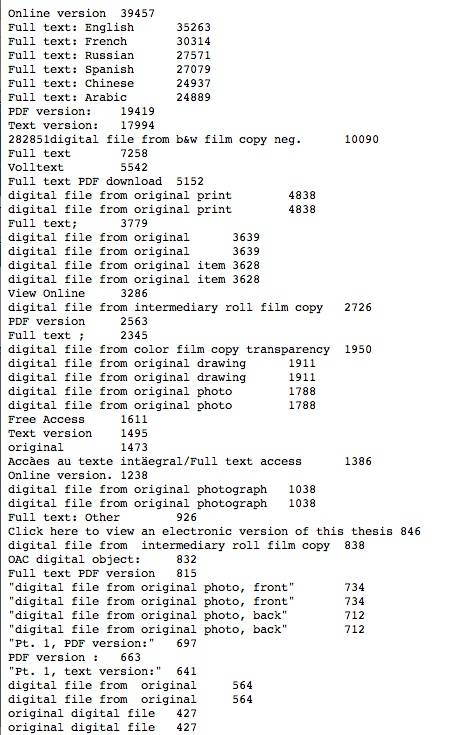 Online version 39457
Full text: English 35263
Full text: French 30314
Full text: Russian 27571
Full text: Spanish 27079
Full text: Chinese 24937
Full text: Arabic 24889
PDF version: 19419
Text version: 17994
282851digital file from b&w film copy neg. 10090
Full text 7258
Volltext 5542
Full text PDF download 5152
digital file from original print 4838
digital file from original print 4838
Full text; 3779
digital file from original 3639
digital file from original 3639
digital file from original item 3628
digital file from original item 3628
View Online 3286
digital file from intermediary roll film copy 2726
PDF version 2563
Full text ; 2345
digital file from color film copy transparency 1950
digital file from original drawing 1911
digital file from original drawing 1911
digital file from original photo 1788
digital file from original photo 1788
Free Access 1611
Text version 1495
original 1473
Accàes au texte intäegral/Full text access 1386
Online version. 1238
digital file from original photograph 1038
digital file from original photograph 1038
Full text: Other 926
Click here to view an electronic version of this thesis 846
digital file from  intermediary roll film copy 838
OAC digital object: 832
Full text PDF version 815
"digital file from original photo, front" 734
"digital file from original photo, front" 734
"digital file from original photo, back" 712
"digital file from original photo, back" 712
"Pt. 1, PDF version:" 697
PDF version : 663
"Pt. 1, text version:" 641
digital file from  original 564
digital file from  original 564
original digital file 427
original digital file 427